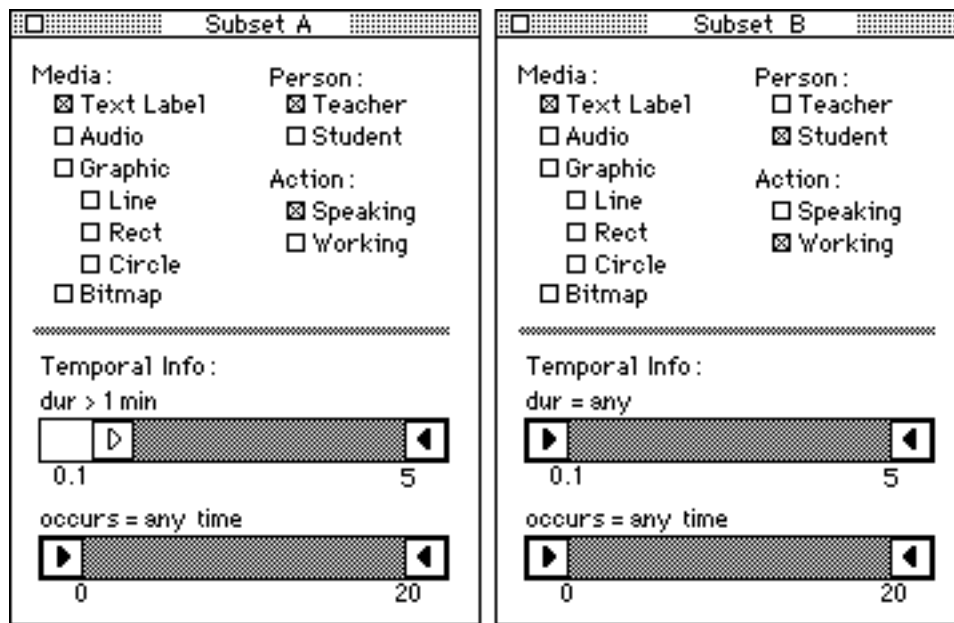 Subset A
Media:
Text Label
Audio
Graphic
Line
Rect
Circle
Bitmap
Person:
Teacher
Student
Action:
Speaking
Working
Temporal Info:
dur > 1 min
0.1 5
occurs = any time
0 20
Subset B
Media:
Text Label
Audio
Graphic
Line
Rect
Circle
Bitmap
Person:
Teacher
Student
Action:
Speaking
Working
Temporal Info:
dur = any
0.1 5
occurs = any time
0 20